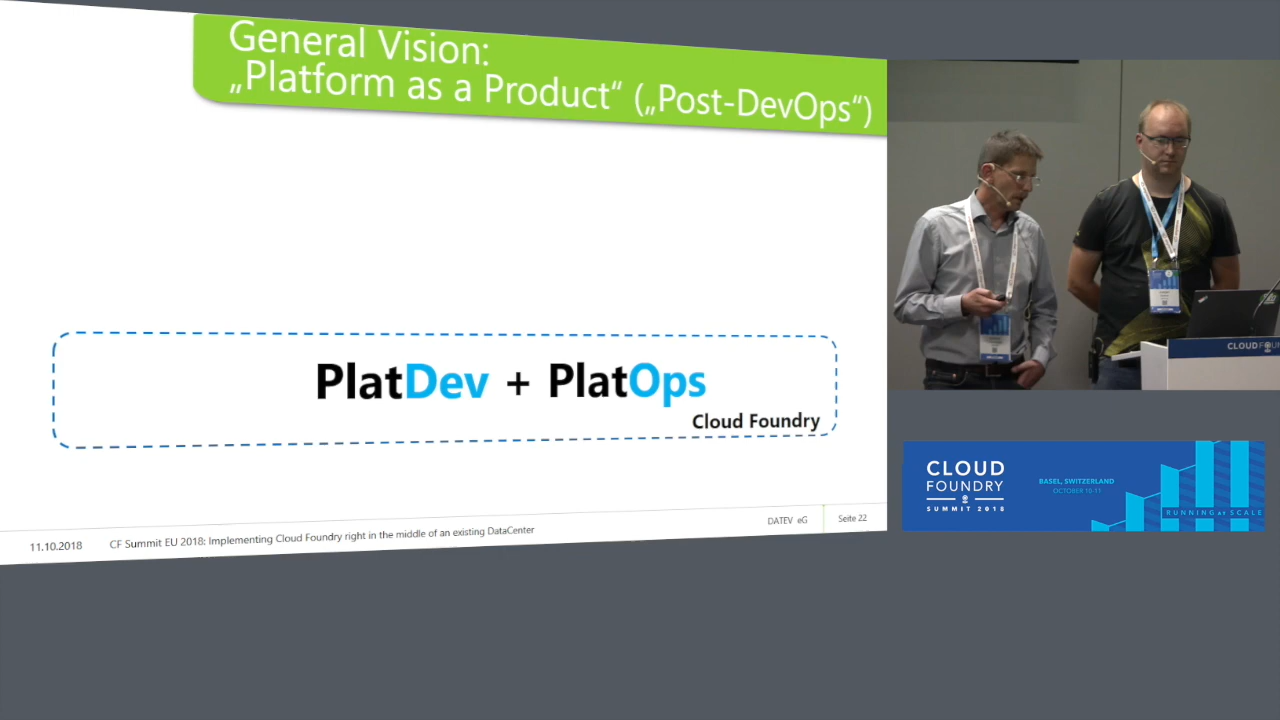 General Vision:
„Platform as a Product“ („Post-DevOps“)
PlatDev + PlatOps
Cloud Foundry
11.10.2018
CF Summit EU 2018: Implementing Cloud Foundry right in the middle of an existing DataCenter
DATEV eG
Seite 22
CLOUD
FOUNDRY
SUMMIT 2018
BASEL, SWITZERLAND
OCTOBER 10-11
RUNNING at SCALE
CLOUD FOUN